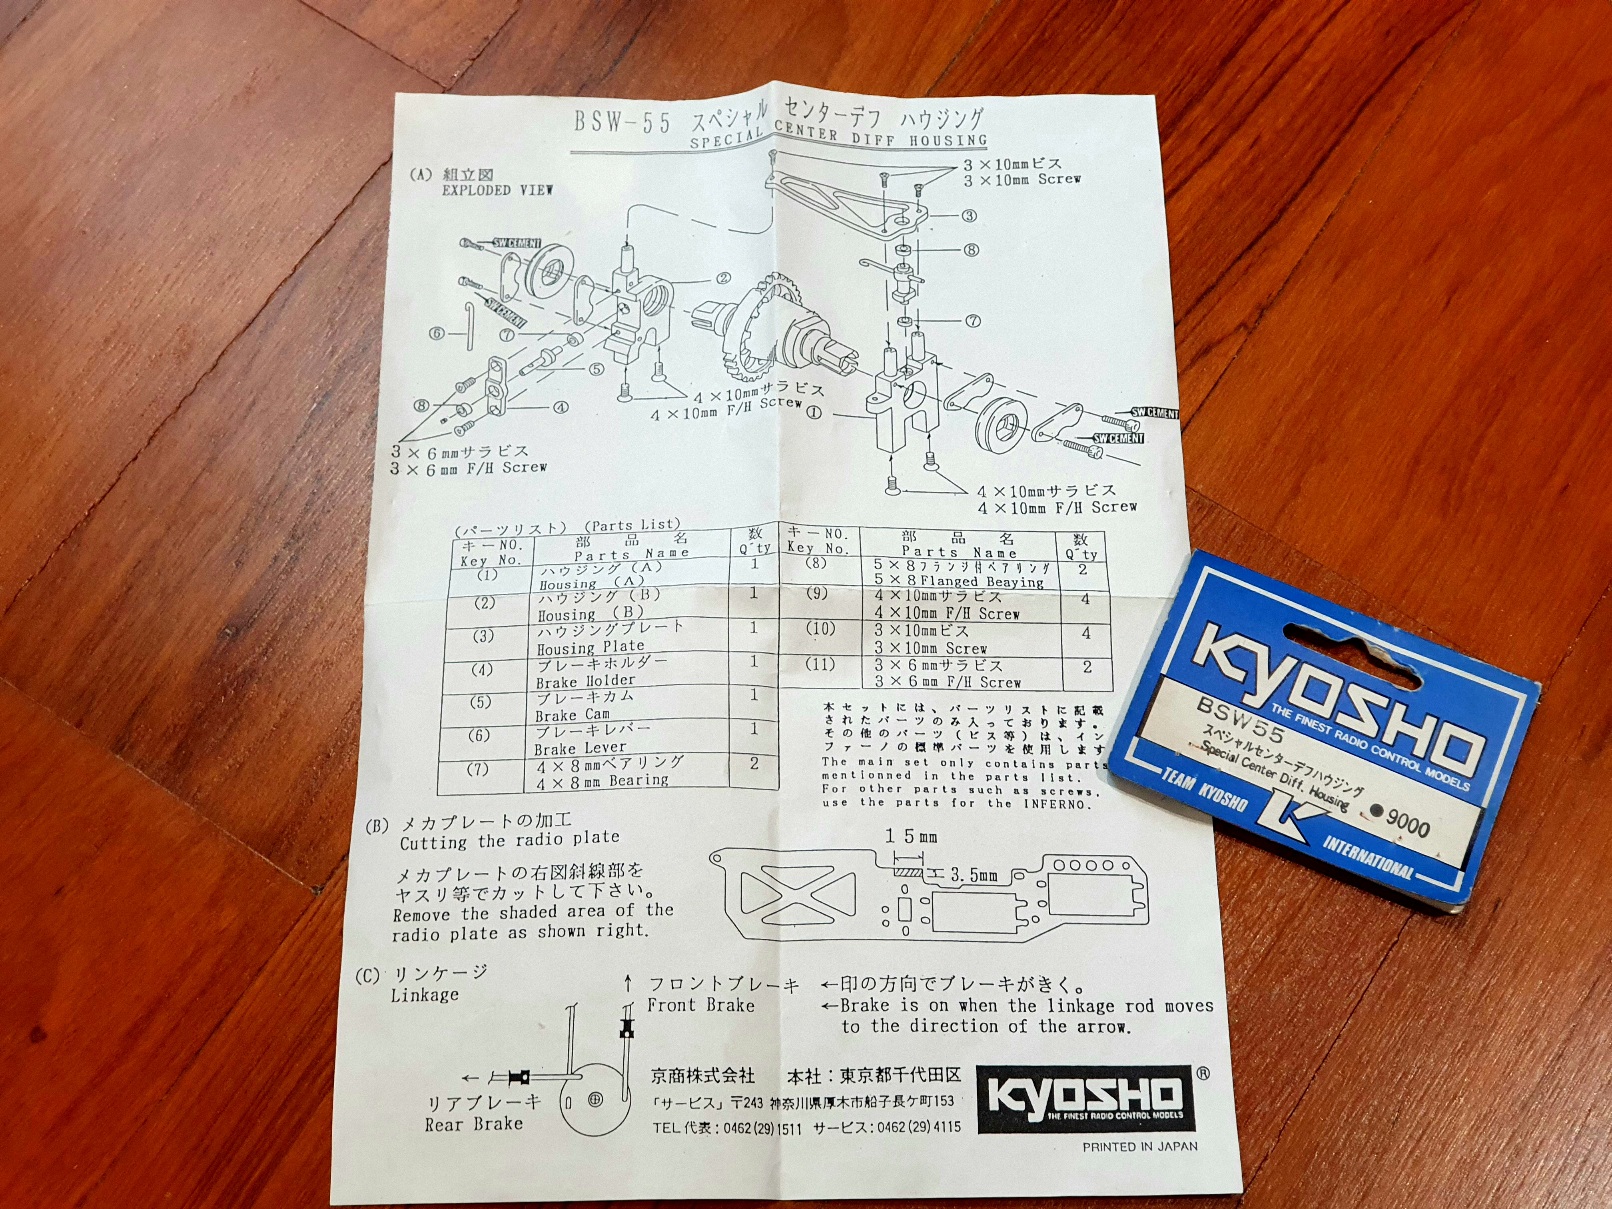 BSW-55 スペシャル センターデフ ハウジング
SPECIAL CENTER DIFF HOUSING
(A) 組立図
EXPLODED VIEW
3×10mmビス
3×10mm Screw
③
⑧
SW CEMENT
②
⑦
SW CEMENT
⑥
⑦
⑤
⑧
④
4×10mmサラビス
4×10mm F/H Screw
①
SW CEMENT
SW CEMENT
3×6mmサラビス
3×6mm F/H Screw
4×10mmサラビス
4×10mm F/H Screw
(パーツリスト) (Parts List)
キーNO. 部品名 数
Key No. Parts Name Q'ty
(1) ハウジング(A) 1
Housing (A)
(2) ハウジング(B) 1
Housing (B)
(3) ハウジングプレート 1
Housing Plate
(4) ブレーキホルダー 1
Brake Holder
(5) ブレーキカム 1
Brake Cam
(6) ブレーキレバー 1
Brake Lever
(7) 4×8mmベアリング 2
4×8mm Bearing
キーNO. 部品名 数
Key No. Parts Name Q'ty
(8) 5×8フランジ付ベアリング 2
5×8Flanged Beaying
(9) 4×10mmサラビス 4
4×10mm F/H Screw
(10) 3×10mmビス 4
3×10mm Screw
(11) 3×6mmサラビス 2
3×6mm F/H Screw
本セットには、パーツリストに記載
されたパーツのみ入っております。
その他のパーツ(ビス等)は、イン
ファーノの標準パーツを使用します
The main set only contains parts
mentionned in the parts list.
For other parts such as screws,
use the parts for the INFERNO.
(B) メカプレートの加工
Cutting the radio plate
メカプレートの右図斜線部を
ヤスリ等でカットして下さい。
Remove the shaded area of the
radio plate as shown right.
15mm
3.5mm
(C) リンケージ
Linkage
↑ フロントブレーキ
Front Brake
←印の方向でブレーキがきく。
←Brake is on when the linkage rod moves
to the direction of the arrow.
←
リアブレーキ
Rear Brake
京商株式会社 本社:東京都千代田区
「サービス」〒243 神奈川県厚木市船子長ケ町153
TEL代表:0462(29)1511 サービス:0462(29)4115
KYOSHO®
THE FINEST RADIO CONTROL MODELS
PRINTED IN JAPAN
KYOSHO
THE FINEST RADIO CONTROL MODELS
BSW55
スペシャルセンターデフハウジング
Special Center Diff. Housing
●9000
TEAM KYOSHO K INTERNATIONAL